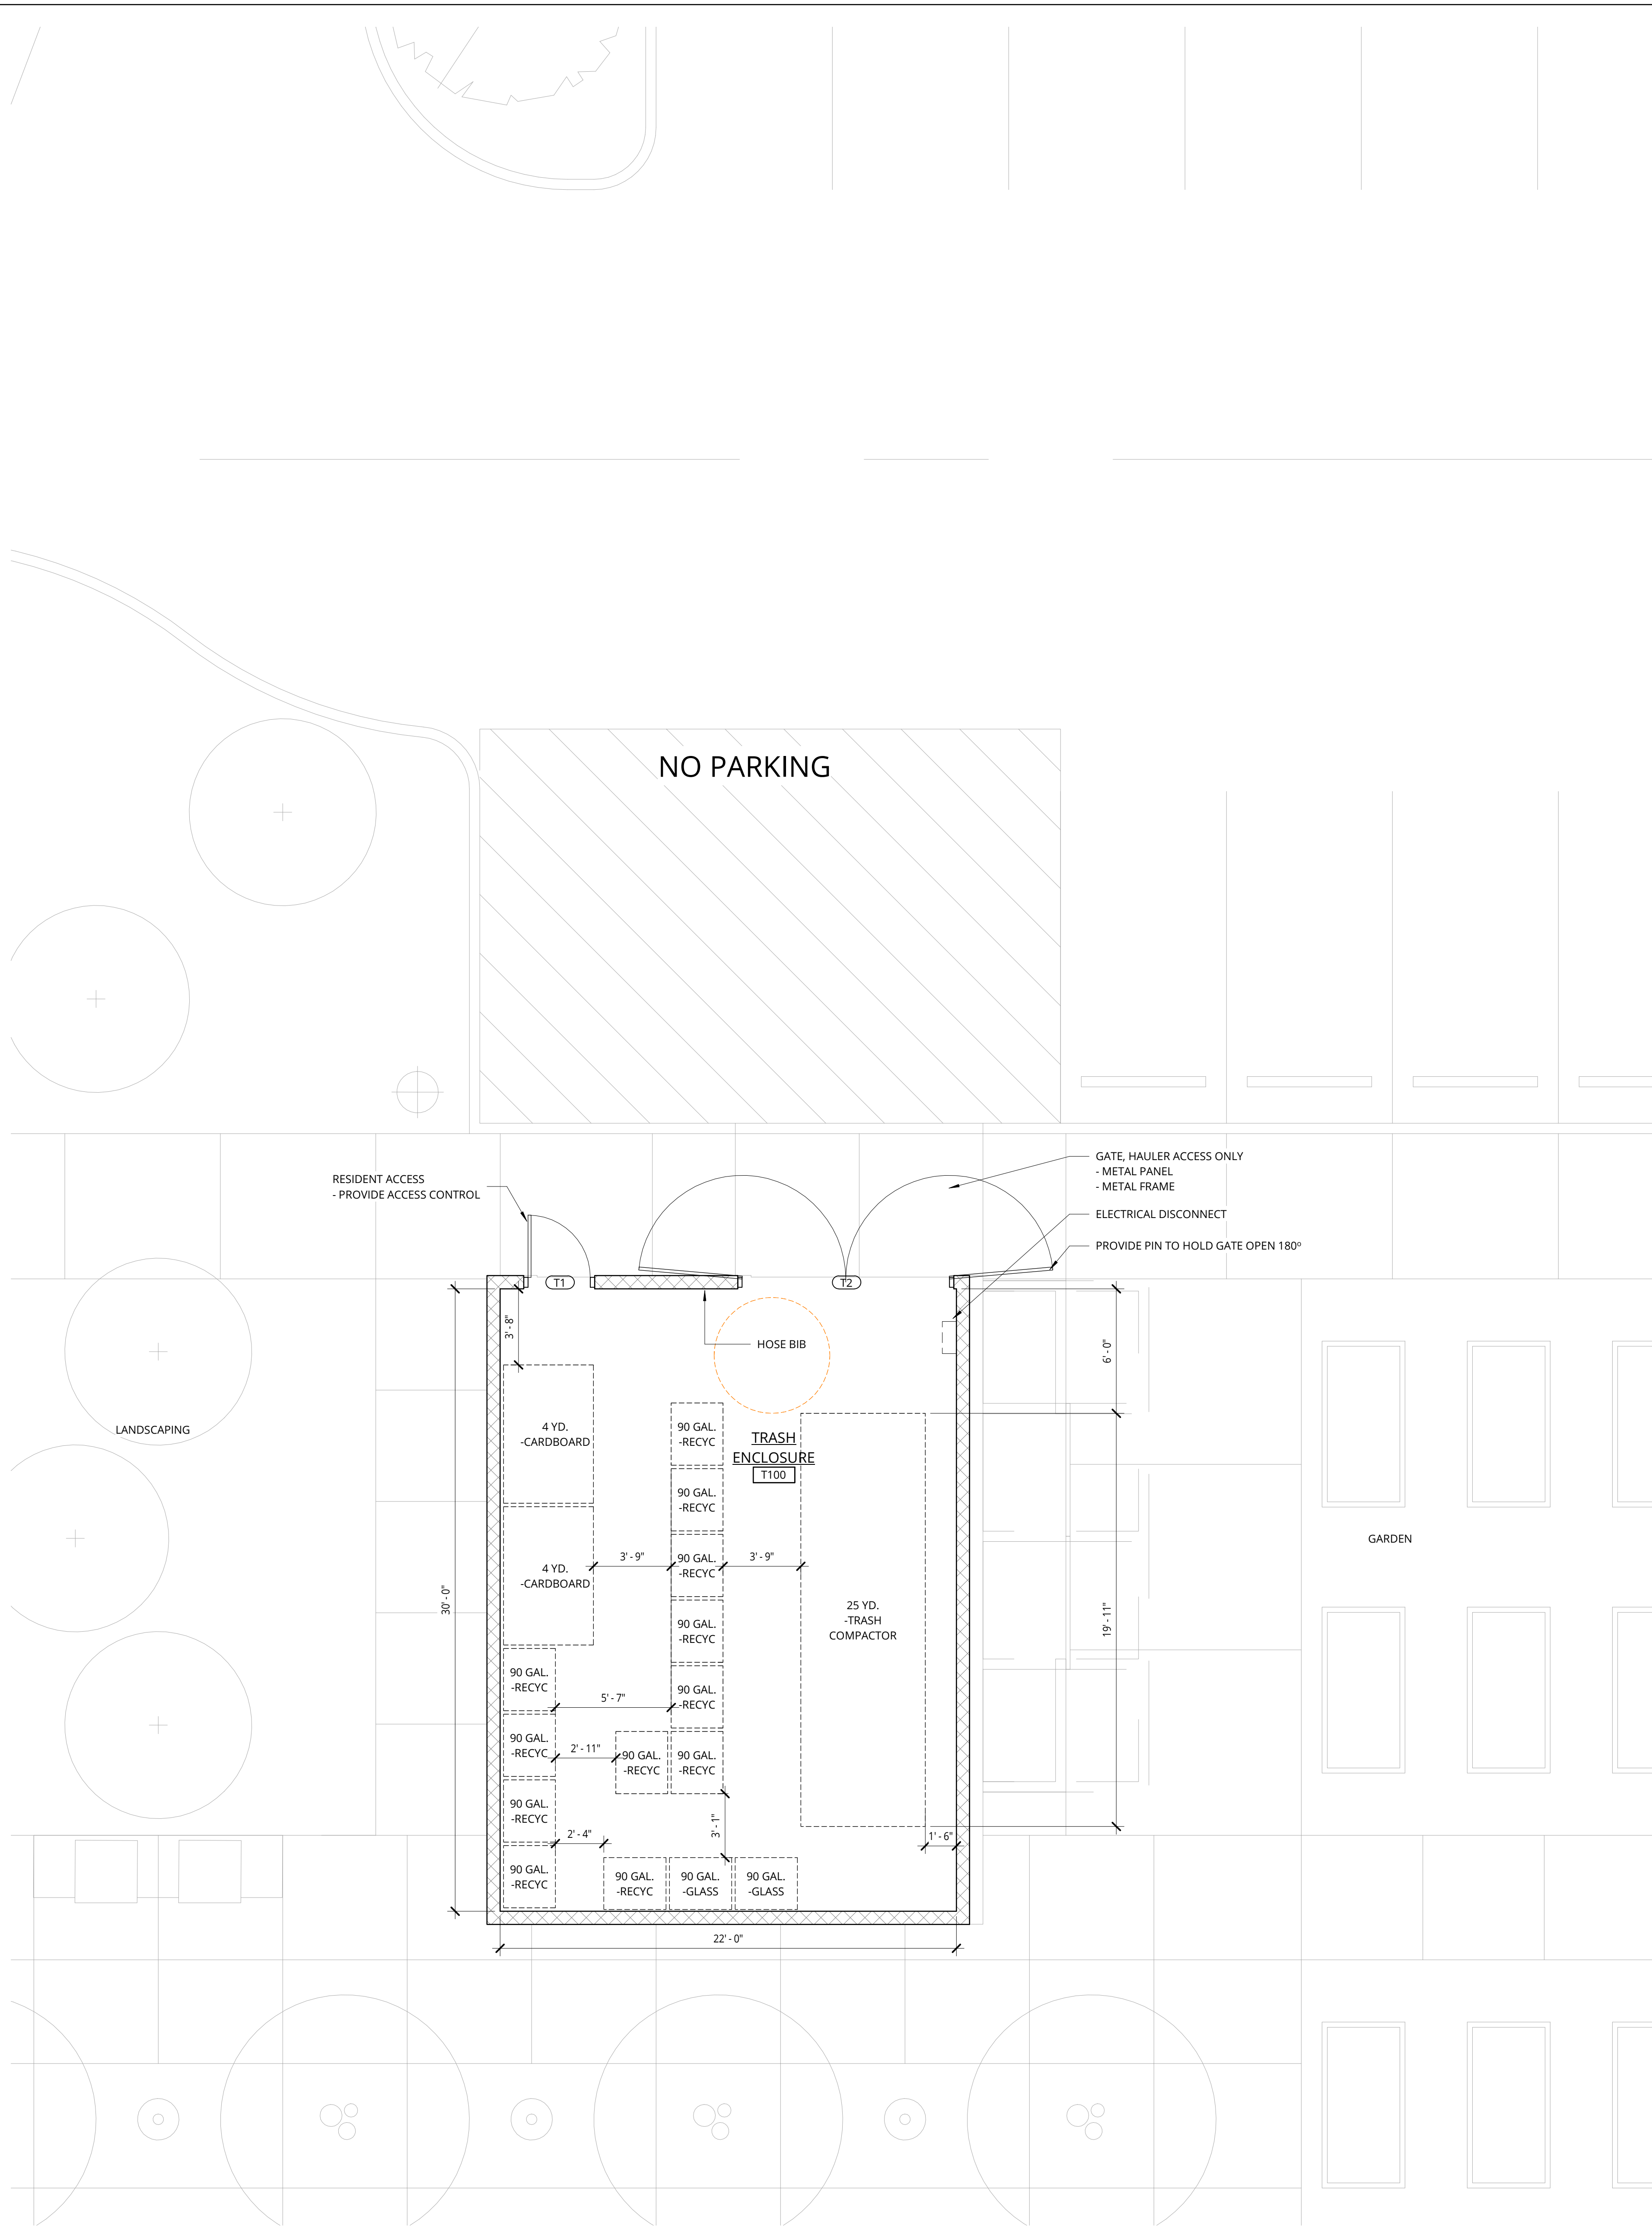 NO PARKING
GATE, HAULER ACCESS ONLY
- METAL PANEL
- METAL FRAME
RESIDENT ACCESS
- PROVIDE ACCESS CONTROL
ELECTRICAL DISCONNECT
PROVIDE PIN TO HOLD GATE OPEN 180º
T1
T2
3' - 8"
HOSE BIB
6' - 0"
LANDSCAPING
4 YD.
-CARDBOARD
90 GAL.
-RECYC
TRASH
ENCLOSURE
T100
90 GAL.
-RECYC
GARDEN
4 YD.
-CARDBOARD
3' - 9"
90 GAL.
-RECYC
3' - 9"
30' - 0"
25 YD.
-TRASH
COMPACTOR
19' - 11"
90 GAL.
-RECYC
90 GAL.
-RECYC
5' - 7"
90 GAL.
-RECYC
90 GAL.
-RECYC
2' - 11"
90 GAL.
-RECYC
90 GAL.
-RECYC
90 GAL.
-RECYC
2' - 4"
3' - 1"
1' - 6"
90 GAL.
-RECYC
90 GAL.
-RECYC
90 GAL.
-GLASS
90 GAL.
-GLASS
22' - 0"